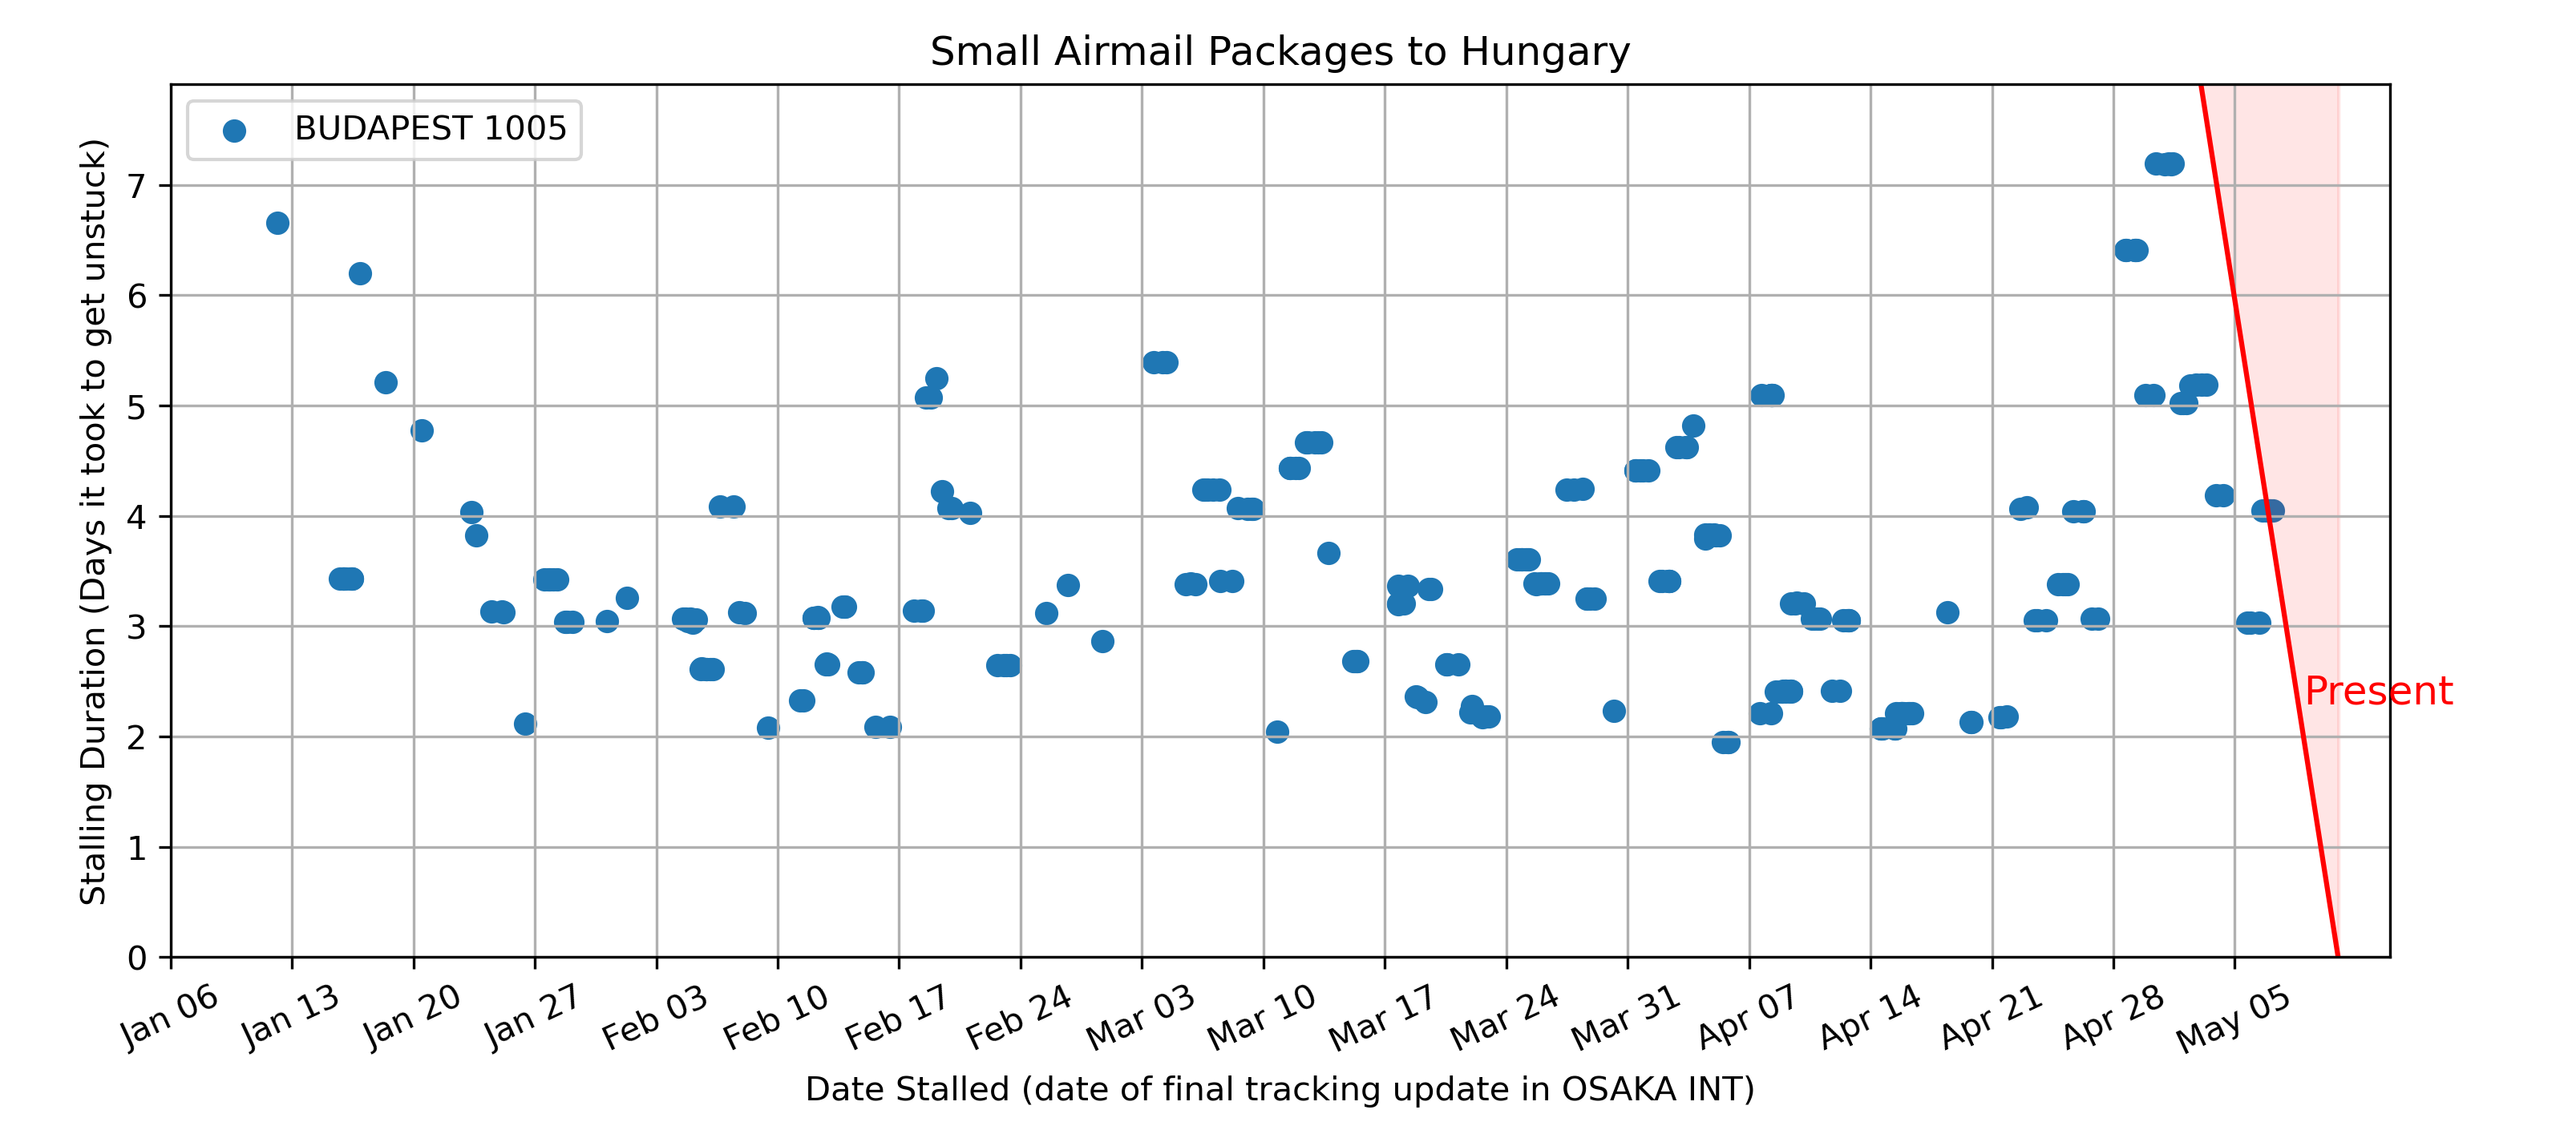 Small Airmail Packages to Hungary
BUDAPEST 1005
Stalling Duration (Days it took to get unstuck)
7
6
5
4
3
2
1
0
Present
Jan 06
Jan 13
Jan 20
Jan 27
Feb 03
Feb 10
Feb 17
Feb 24
Mar 03
Mar 10
Mar 17
Mar 24
Mar 31
Apr 07
Apr 14
Apr 21
Apr 28
May 05
Date Stalled (date of final tracking update in OSAKA INT)